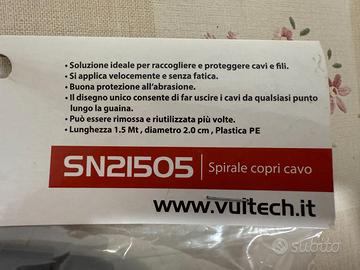 • Soluzione ideale per raccogliere e proteggere cavi e fili.
• Si applica velocemente e senza fatica.
• Buona protezione all'abrasione.
• Il disegno unico consente di far uscire i cavi da qualsiasi punto
lungo la guaina.
• Può essere rimossa e riutilizzata più volte.
• Lunghezza 1.5 Mt , diametro 2.0 cm , Plastica PE
SN21505 | Spirale copri cavo
www.vultech.it
subito